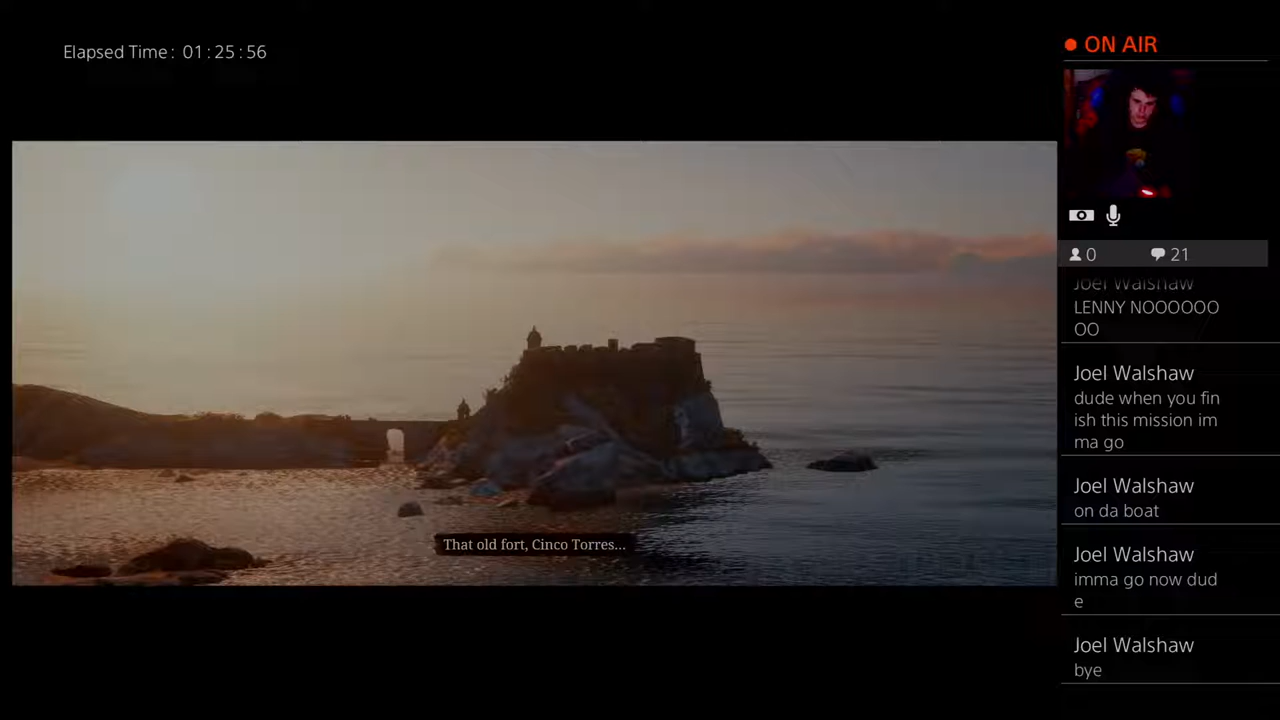 Elapsed Time: 01:25:56
ON AIR
0
21
Joel Walshaw
LENNY NOOOOOO
OO
Joel Walshaw
dude when you fin
ish this mission im
ma go
Joel Walshaw
on da boat
Joel Walshaw
imma go now dud
e
Joel Walshaw
bye
That old fort, Cinco Torres...